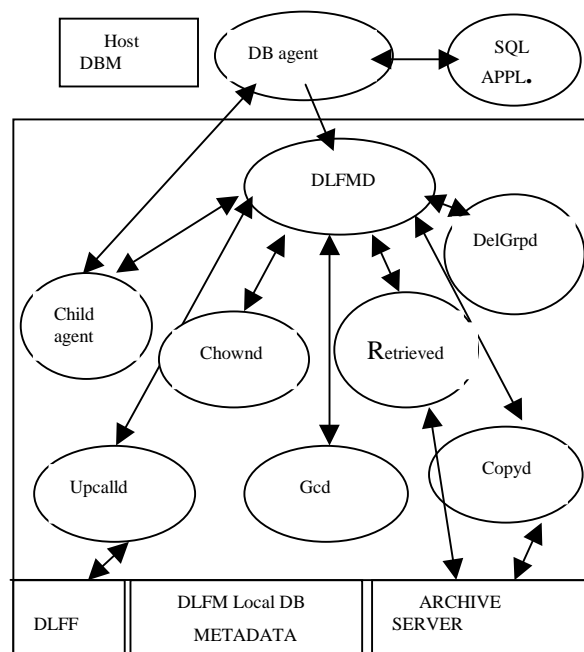 Host
DBM
DB agent
SQL
APPL.
DLFMD
DelGrpd
Child
agent
Chownd
Retrieved
Upcalld
Gcd
Copyd
DLFF
DLFM Local DB
METADATA
ARCHIVE
SERVER